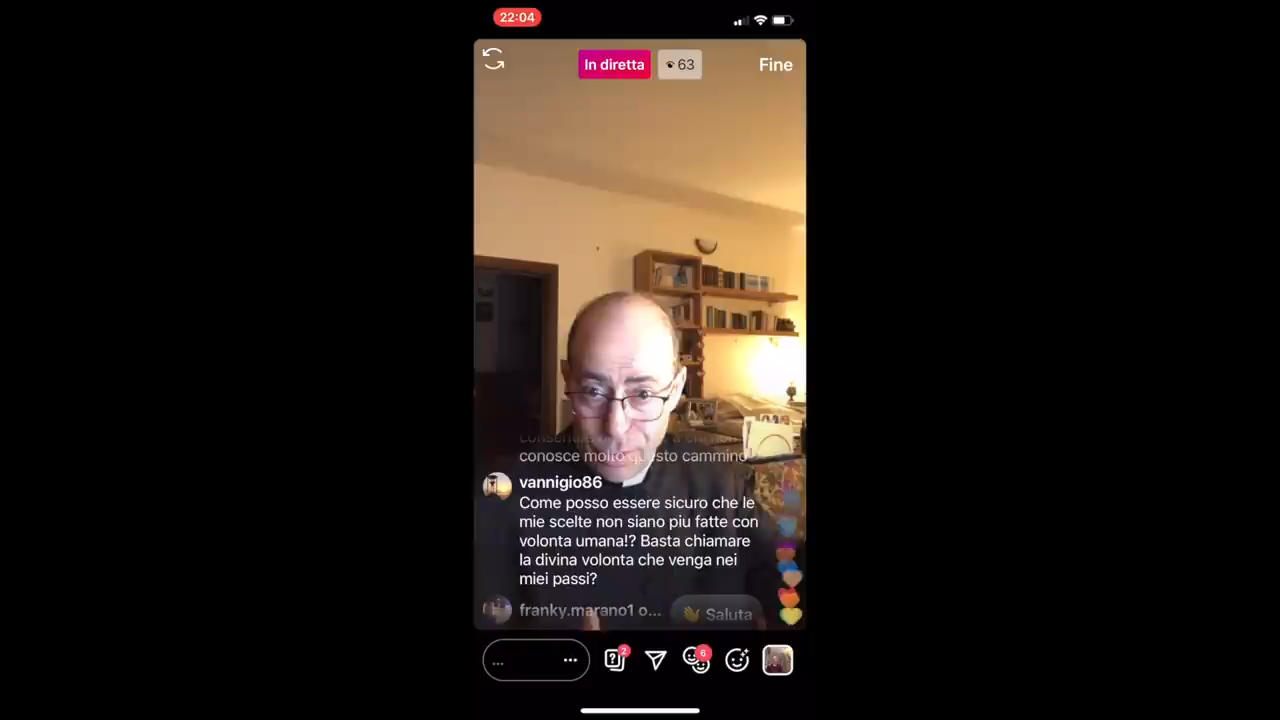 22:04
In diretta
63
Fine
conosce molto questo cammino
vannigio86
Come posso essere sicuro che le
mie scelte non siano piu fatte con
volonta umana!? Basta chiamare
la divina volonta che venga nei
miei passi?
franky.marano1 o...
Saluta
...
2
6